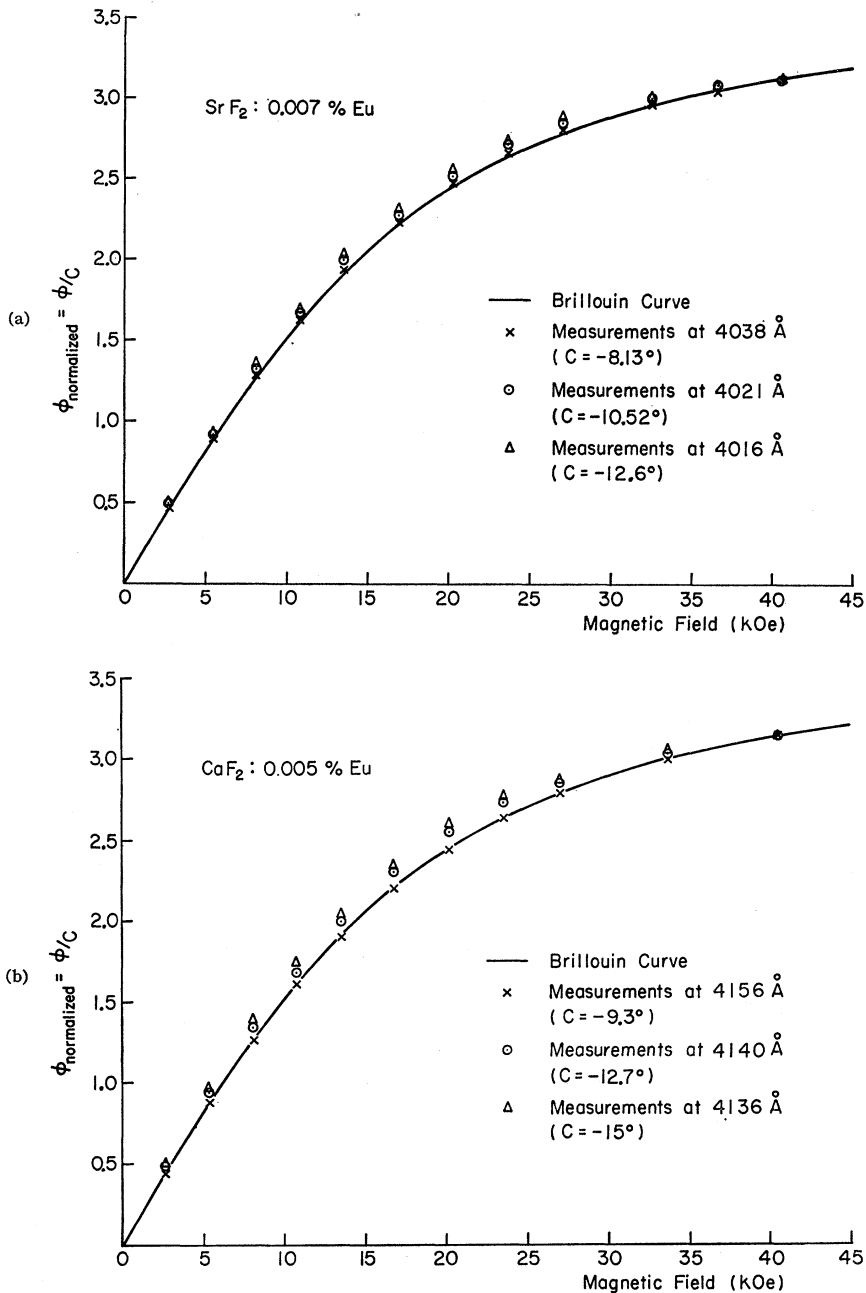 (a)
SrF₂: 0.007 % Eu
φnormalized = φ/C
3.5
3.0
2.5
2.0
1.5
1.0
0.5
0 5 10 15 20 25 30 35 40 45
Magnetic Field (kOe)
Brillouin Curve
Measurements at 4038 Å
(C = -8.13°)
Measurements at 4021 Å
(C = -10.52°)
Measurements at 4016 Å
(C = -12.6°)
(b)
CaF₂: 0.005 % Eu
φnormalized = φ/C
3.5
3.0
2.5
2.0
1.5
1.0
0.5
0 5 10 15 20 25 30 35 40 45
Magnetic Field (kOe)
Brillouin Curve
Measurements at 4156 Å
(C = -9.3°)
Measurements at 4140 Å
(C = -12.7°)
Measurements at 4136 Å
(C = -15°)